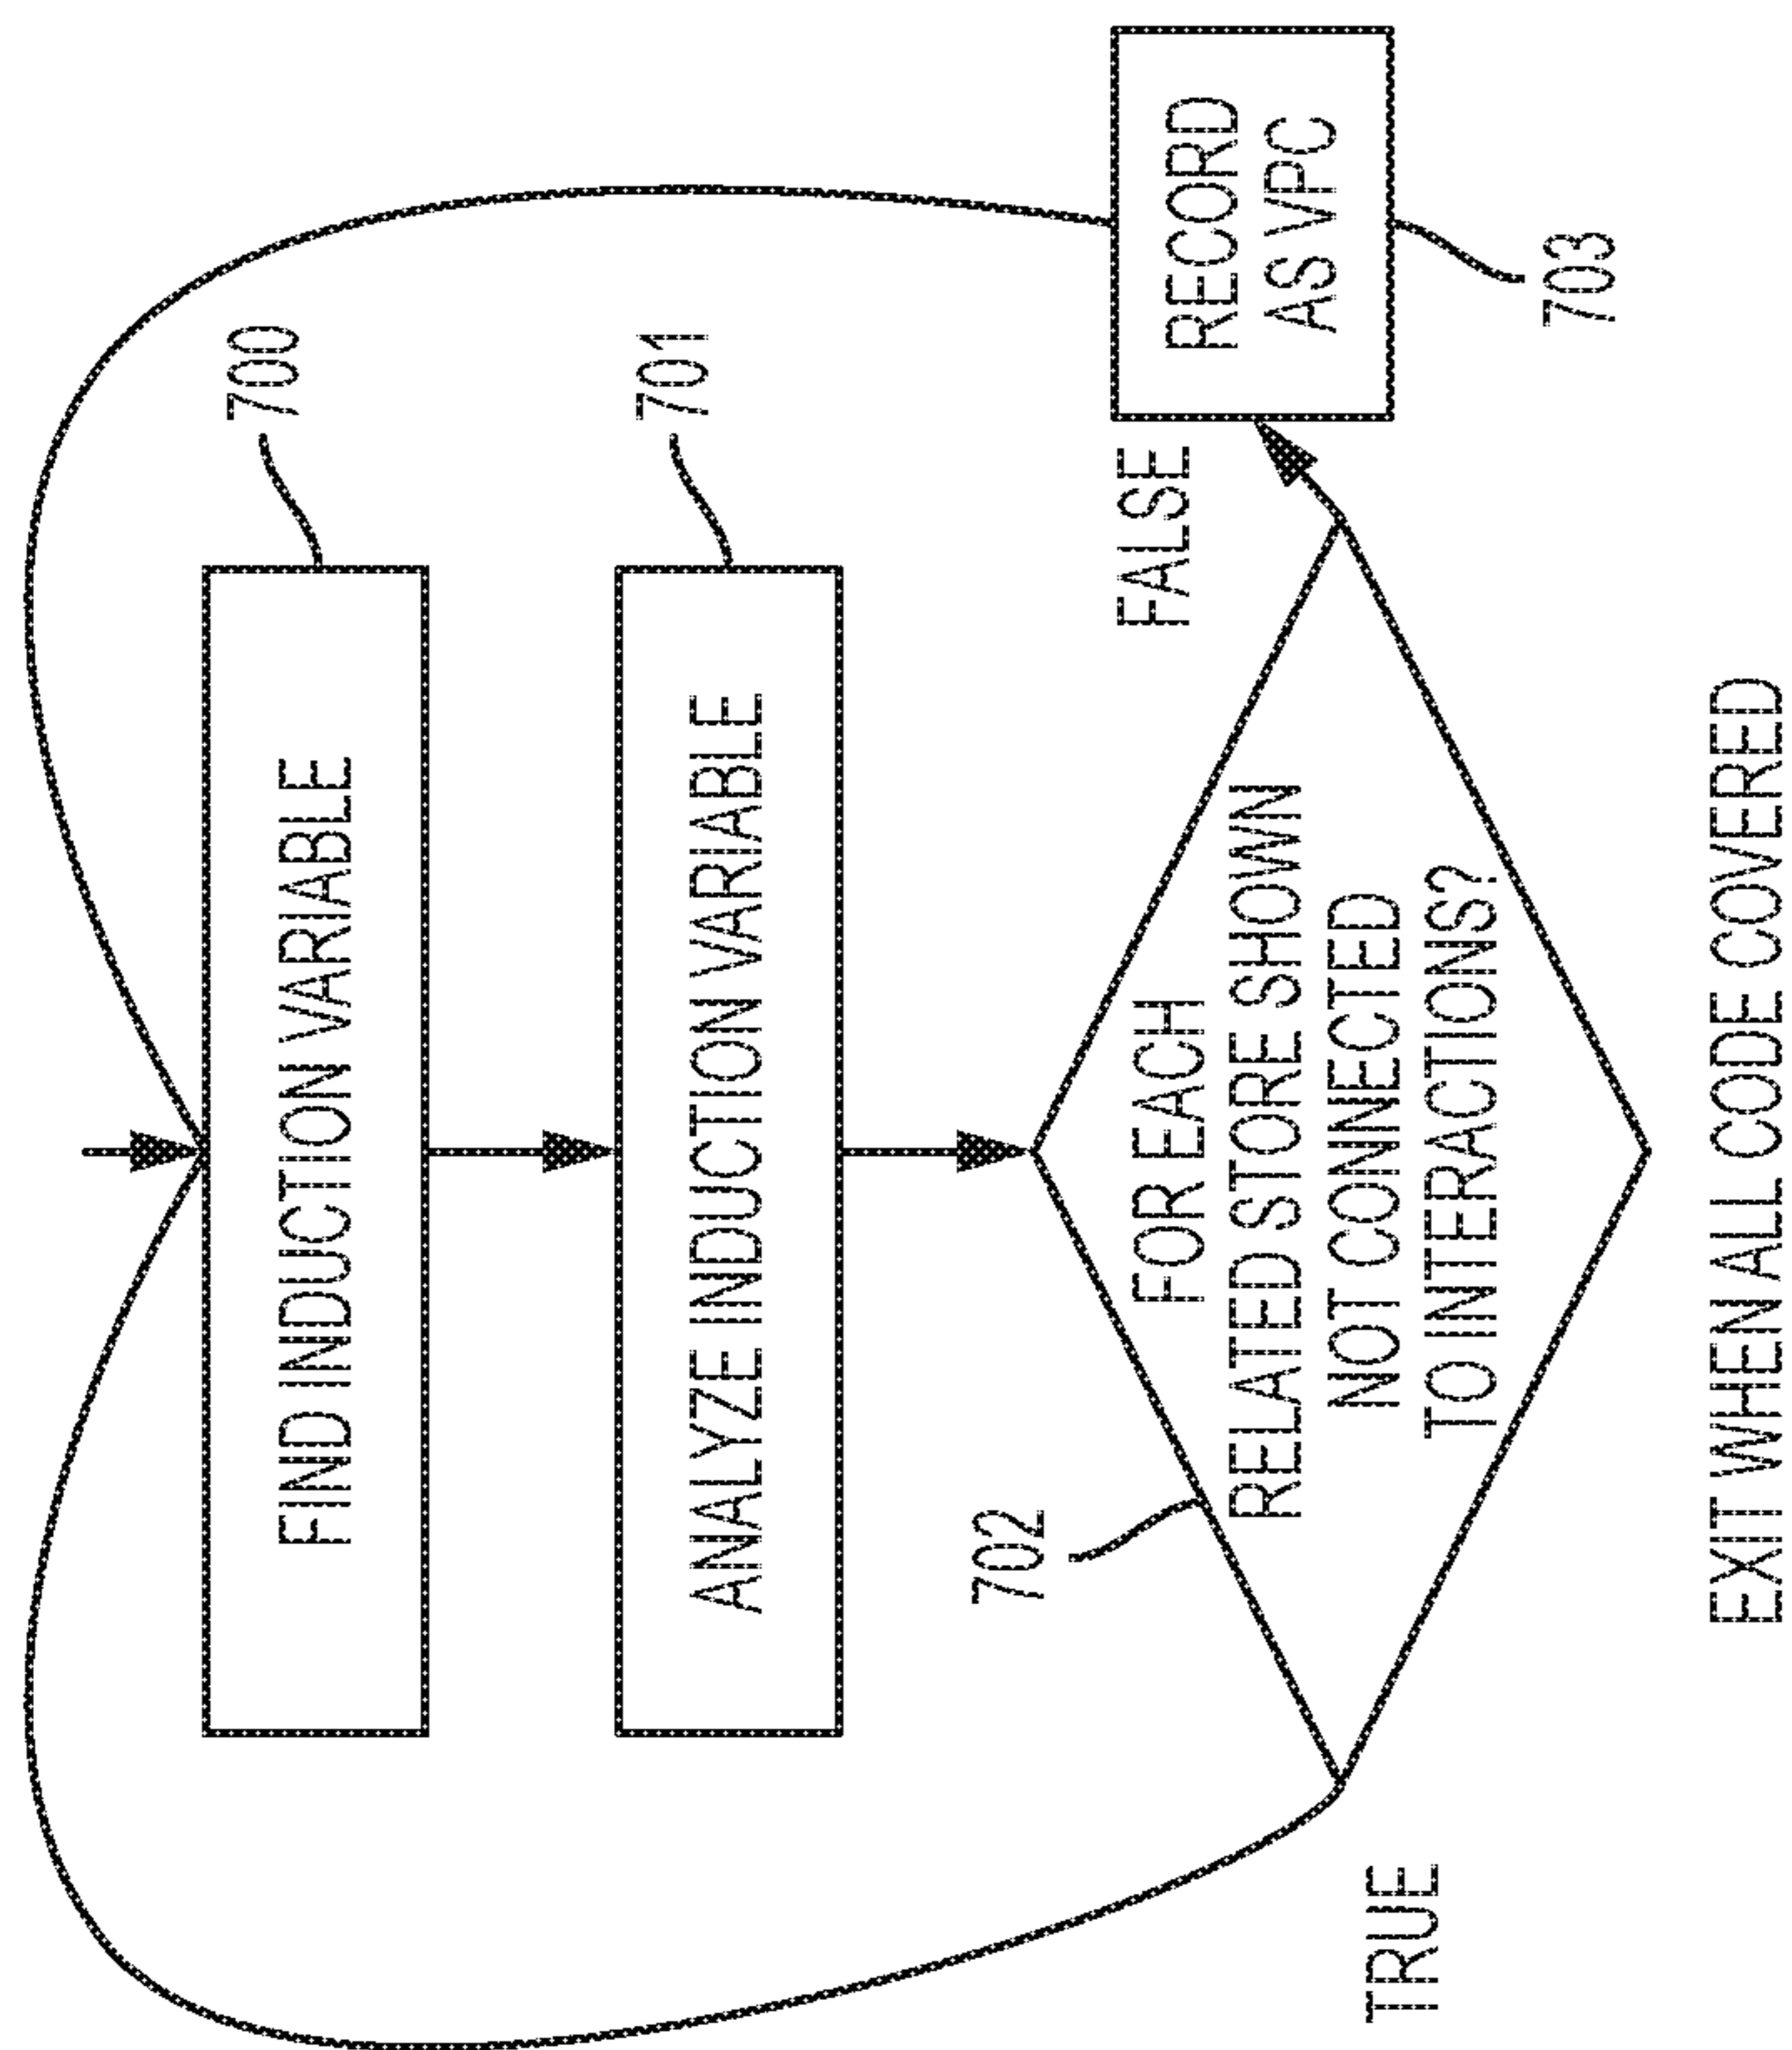 700
FIND INDUCTION VARIABLE
701
ANALYZE INDUCTION VARIABLE
702
FOR EACH
RELATED STORE SHOWN
NOT CONNECTED
TO INTERACTIONS?
TRUE
FALSE
RECORD
AS VPC
703
EXIT WHEN ALL CODE COVERED